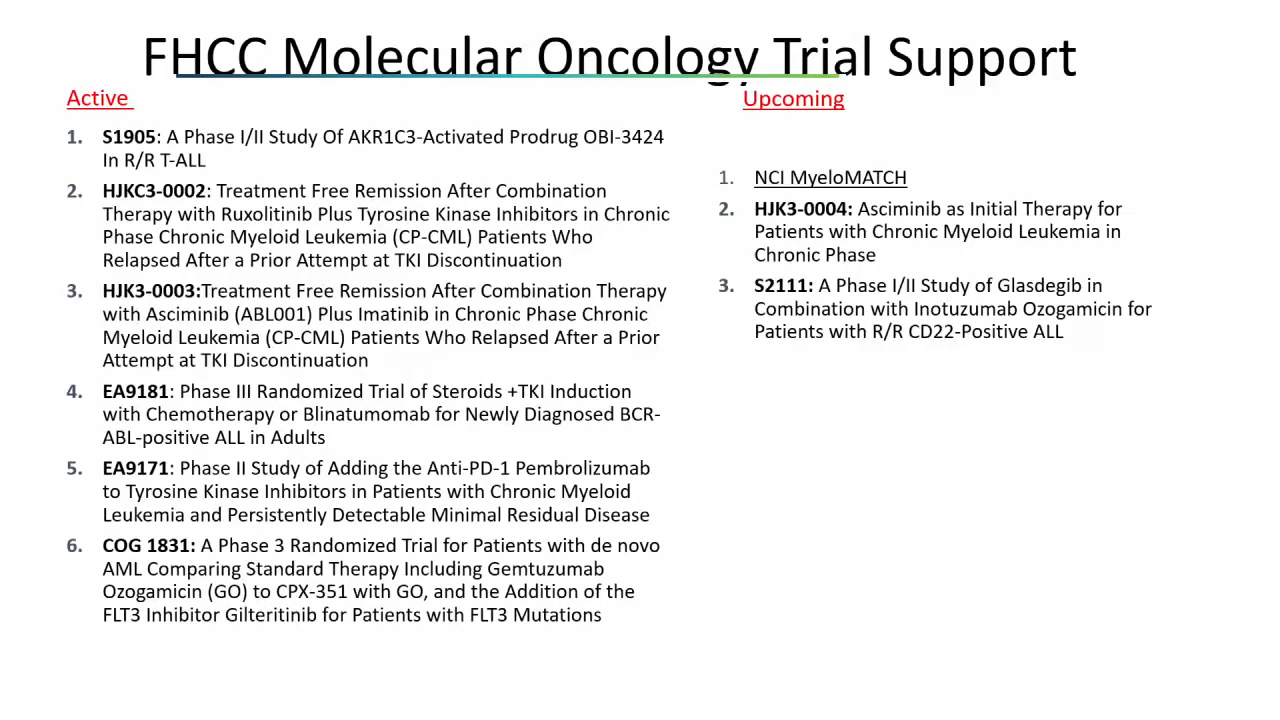 FHCC Molecular Oncology Trial Support
Active
1. S1905: A Phase I/II Study Of AKR1C3-Activated Prodrug OBI-3424
In R/R T-ALL
2. HJKC3-0002: Treatment Free Remission After Combination
Therapy with Ruxolitinib Plus Tyrosine Kinase Inhibitors in Chronic
Phase Chronic Myeloid Leukemia (CP-CML) Patients Who
Relapsed After a Prior Attempt at TKI Discontinuation
3. HJK3-0003:Treatment Free Remission After Combination Therapy
with Asciminib (ABL001) Plus Imatinib in Chronic Phase Chronic
Myeloid Leukemia (CP-CML) Patients Who Relapsed After a Prior
Attempt at TKI Discontinuation
4. EA9181: Phase III Randomized Trial of Steroids +TKI Induction
with Chemotherapy or Blinatumomab for Newly Diagnosed BCR-
ABL-positive ALL in Adults
5. EA9171: Phase II Study of Adding the Anti-PD-1 Pembrolizumab
to Tyrosine Kinase Inhibitors in Patients with Chronic Myeloid
Leukemia and Persistently Detectable Minimal Residual Disease
6. COG 1831: A Phase 3 Randomized Trial for Patients with de novo
AML Comparing Standard Therapy Including Gemtuzumab
Ozogamicin (GO) to CPX-351 with GO, and the Addition of the
FLT3 Inhibitor Gilteritinib for Patients with FLT3 Mutations
Upcoming
1. NCI MyeloMATCH
2. HJK3-0004: Asciminib as Initial Therapy for
Patients with Chronic Myeloid Leukemia in
Chronic Phase
3. S2111: A Phase I/II Study of Glasdegib in
Combination with Inotuzumab Ozogamicin for
Patients with R/R CD22-Positive ALL